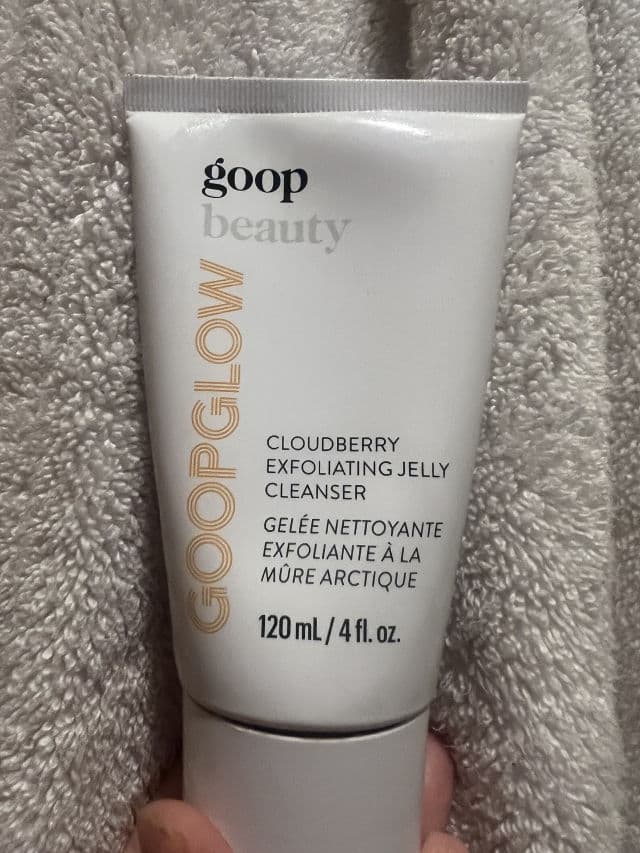 goop
beauty
GOOPGLOW
CLOUDBERRY
EXFOLIATING JELLY
CLEANSER
GELÉE NETTOYANTE
EXFOLIANTE À LA
MÛRE ARCTIQUE
120 mL / 4 fl. oz.